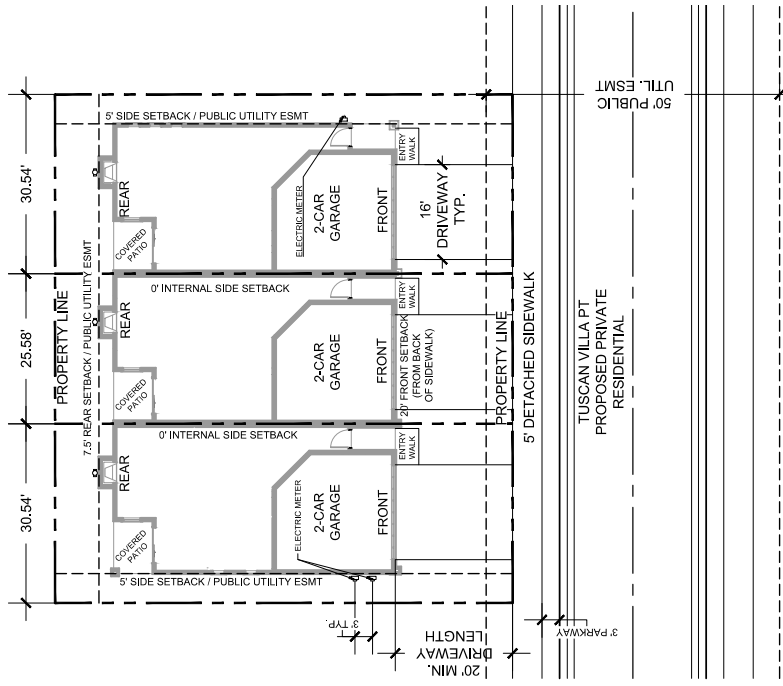 30.54'
25.58'
30.54'
5' SIDE SETBACK / PUBLIC UTILITY ESMT
REAR
COVERED
PATIO
ELECTRIC METER
2-CAR
GARAGE
FRONT
ENTRY
WALK
16'
DRIVEWAY
TYP.
50' PUBLIC
UTIL. ESMT
PROPERTY LINE
7.5' REAR SETBACK / PUBLIC UTILITY ESMT
0' INTERNAL SIDE SETBACK
REAR
COVERED
PATIO
2-CAR
GARAGE
FRONT
ENTRY
WALK
20' FRONT SETBACK
(FROM BACK
OF SIDEWALK)
PROPERTY LINE
5' DETACHED SIDEWALK
TUSCAN VILLA PT
PROPOSED PRIVATE
RESIDENTIAL
0' INTERNAL SIDE SETBACK
REAR
COVERED
PATIO
ELECTRIC METER
2-CAR
GARAGE
FRONT
ENTRY
WALK
5' SIDE SETBACK / PUBLIC UTILITY ESMT
3' TYP.
20' MIN.
DRIVEWAY
LENGTH
3' PARKWAY